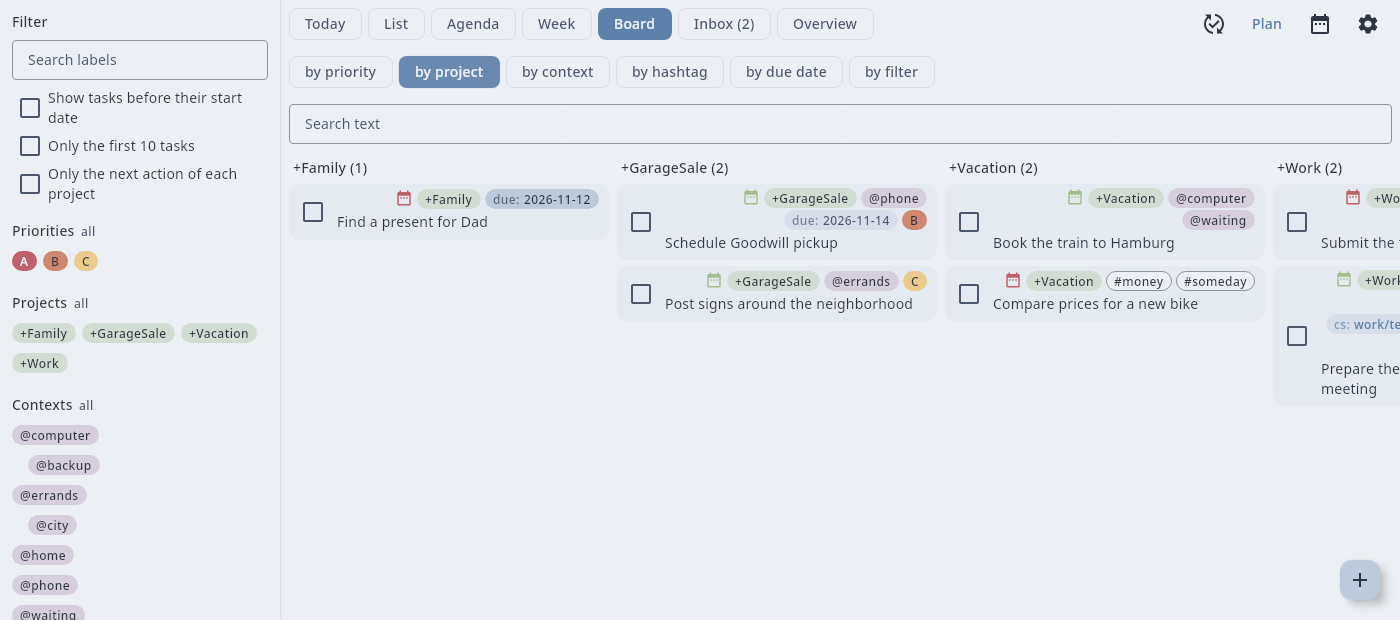 Filter
Search labels
Show tasks before their start
date
Only the first 10 tasks
Only the next action of each
project
Priorities all
A B C
Projects all
+Family +GarageSale +Vacation
+Work
Contexts all
@computer
@backup
@errands
@city
@home
@phone
@waiting
Today List Agenda Week Board Inbox (2) Overview Plan
by priority by project by context by hashtag by due date by filter
Search text
+Family (1)
+Family due: 2026-11-12
Find a present for Dad
+GarageSale (2)
+GarageSale @phone
due: 2026-11-14 B
Schedule Goodwill pickup
+GarageSale @errands C
Post signs around the neighborhood
+Vacation (2)
+Vacation @computer
@waiting
Book the train to Hamburg
+Vacation #money #someday
Compare prices for a new bike
+Work (2)
+Wo
Submit the
+Work
cs: work/te
Prepare the
meeting